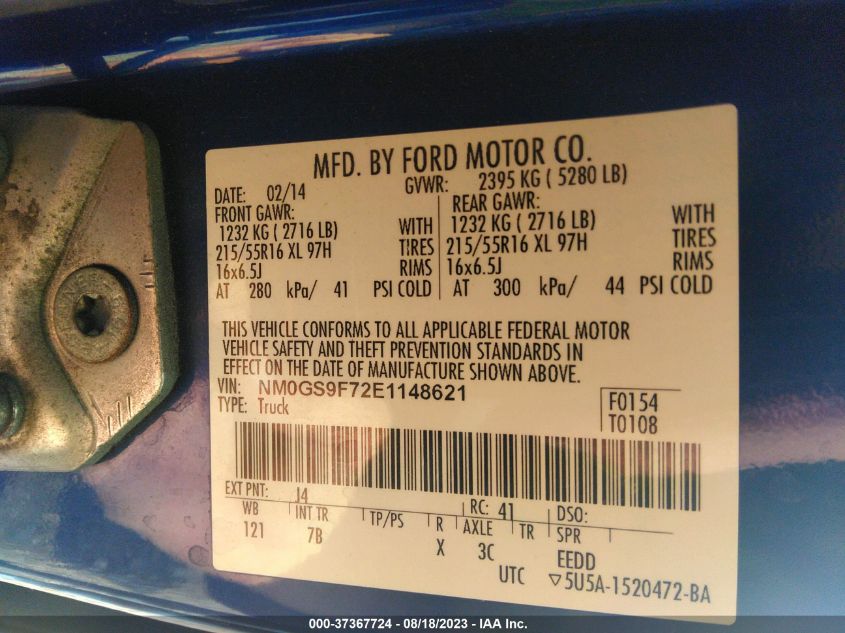 MFD. BY FORD MOTOR CO.
DATE: 02/14 GVWR: 2395 KG ( 5280 LB)
FRONT GAWR: REAR GAWR:
1232 KG ( 2716 LB) WITH 1232 KG ( 2716 LB) WITH
215/55R16 XL 97H TIRES 215/55R16 XL 97H TIRES
16x6.5J RIMS 16x6.5J RIMS
AT 280 kPa/ 41 PSI COLD AT 300 kPa/ 44 PSI COLD
THIS VEHICLE CONFORMS TO ALL APPLICABLE FEDERAL MOTOR
VEHICLE SAFETY AND THEFT PREVENTION STANDARDS IN
EFFECT ON THE DATE OF MANUFACTURE SHOWN ABOVE.
VIN: NM0GS9F72E1148621
TYPE: Truck
F0154
T0108
EXT PNT: J4 RC: 41 DSO:
WB INT TR TP/PS R AXLE TR SPR
121 7B X 3C EEDD
UTC ▽5U5A-1520472-BA
000-37367724 - 08/18/2023 - IAA Inc.